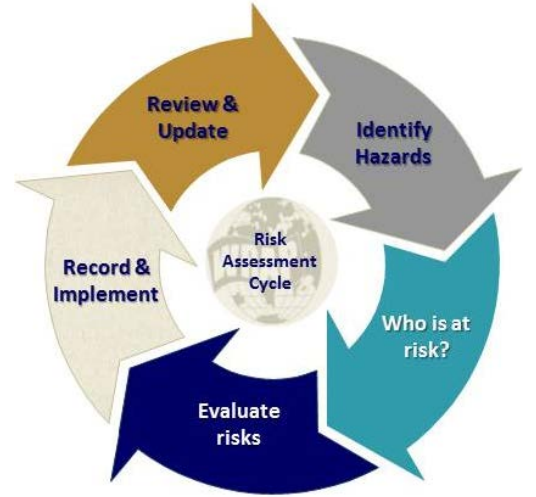 Review &
Update
Identify
Hazards
Risk
Assessment
Cycle
Record &
Implement
Who is at
risk?
Evaluate
risks